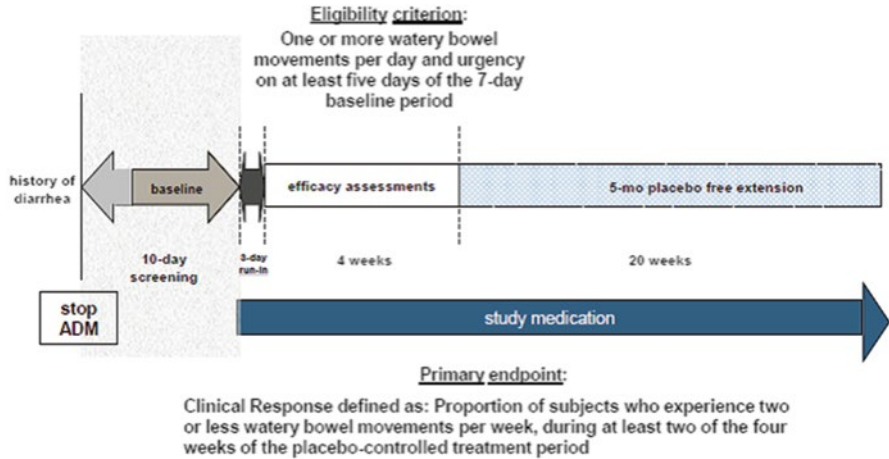 Eligibility criterion:
One or more watery bowel
movements per day and urgency
on at least five days of the 7-day
baseline period
history of
diarrhea
baseline
efficacy assessments
5-mo placebo free extension
10-day
screening
3-day
run-in
4 weeks
20 weeks
stop
ADM
study medication
Primary endpoint:
Clinical Response defined as: Proportion of subjects who experience two
or less watery bowel movements per week, during at least two of the four
weeks of the placebo-controlled treatment period